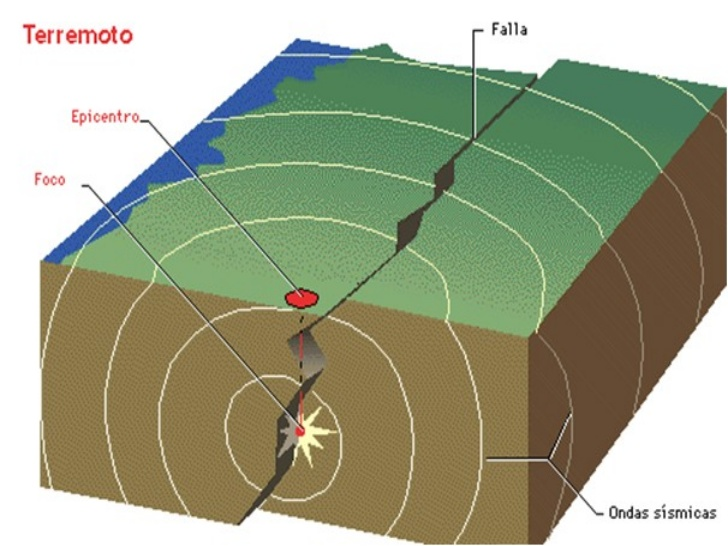 Terremoto
Falla
Epicentro
Foco
Ondas sísmicas